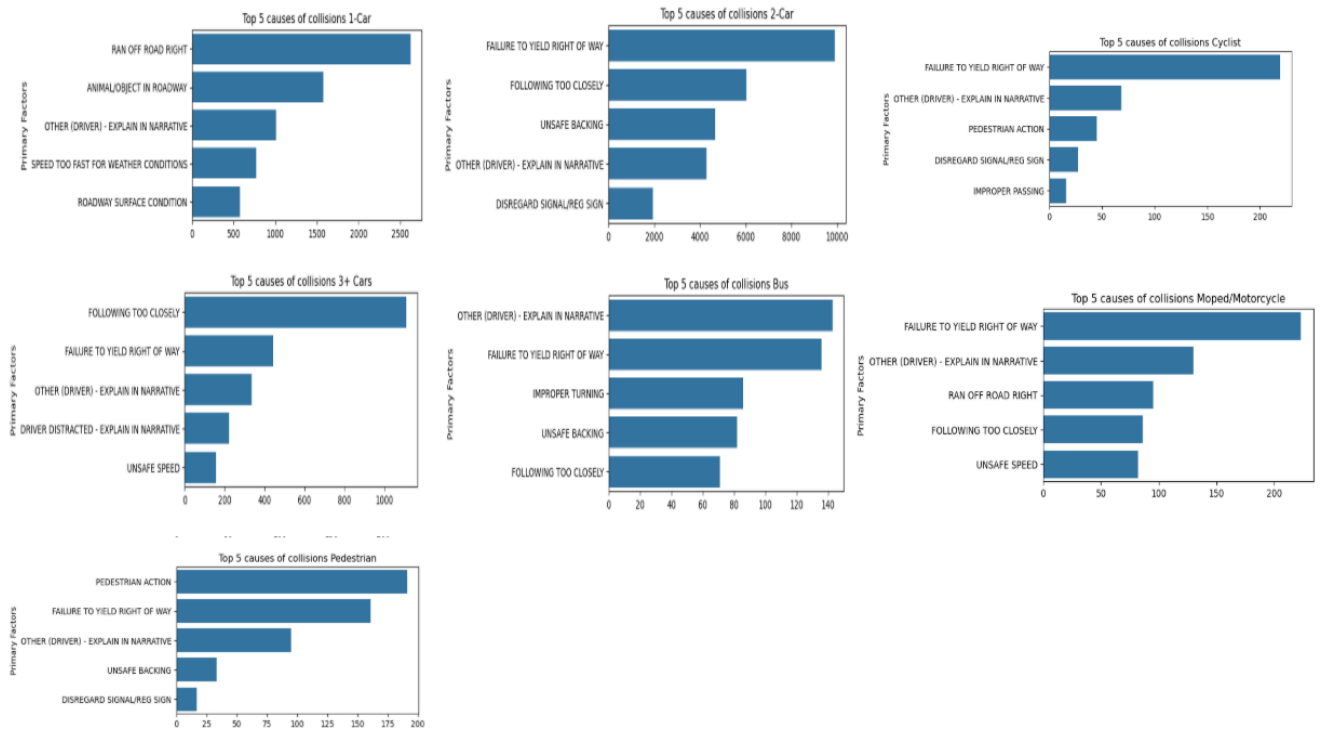 Top 5 causes of collisions 1-Car
Primary Factors
RAN OFF ROAD RIGHT
ANIMAL/OBJECT IN ROADWAY
OTHER (DRIVER) - EXPLAIN IN NARRATIVE
SPEED TOO FAST FOR WEATHER CONDITIONS
ROADWAY SURFACE CONDITION
0 500 1000 1500 2000 2500
Top 5 causes of collisions 2-Car
Primary Factors
FAILURE TO YIELD RIGHT OF WAY
FOLLOWING TOO CLOSELY
UNSAFE BACKING
OTHER (DRIVER) - EXPLAIN IN NARRATIVE
DISREGARD SIGNAL/REG SIGN
0 2000 4000 6000 8000 10000
Top 5 causes of collisions Cyclist
Primary Factors
FAILURE TO YIELD RIGHT OF WAY
OTHER (DRIVER) - EXPLAIN IN NARRATIVE
PEDESTRIAN ACTION
DISREGARD SIGNAL/REG SIGN
IMPROPER PASSING
0 50 100 150 200
Top 5 causes of collisions 3+ Cars
Primary Factors
FOLLOWING TOO CLOSELY
FAILURE TO YIELD RIGHT OF WAY
OTHER (DRIVER) - EXPLAIN IN NARRATIVE
DRIVER DISTRACTED - EXPLAIN IN NARRATIVE
UNSAFE SPEED
0 200 400 600 800 1000
Top 5 causes of collisions Bus
Primary Factors
OTHER (DRIVER) - EXPLAIN IN NARRATIVE
FAILURE TO YIELD RIGHT OF WAY
IMPROPER TURNING
UNSAFE BACKING
FOLLOWING TOO CLOSELY
0 20 40 60 80 100 120 140
Top 5 causes of collisions Moped/Motorcycle
Primary Factors
FAILURE TO YIELD RIGHT OF WAY
OTHER (DRIVER) - EXPLAIN IN NARRATIVE
RAN OFF ROAD RIGHT
FOLLOWING TOO CLOSELY
UNSAFE SPEED
0 50 100 150 200
Top 5 causes of collisions Pedestrian
Primary Factors
PEDESTRIAN ACTION
FAILURE TO YIELD RIGHT OF WAY
OTHER (DRIVER) - EXPLAIN IN NARRATIVE
UNSAFE BACKING
DISREGARD SIGNAL/REG SIGN
0 25 50 75 100 125 150 175 200